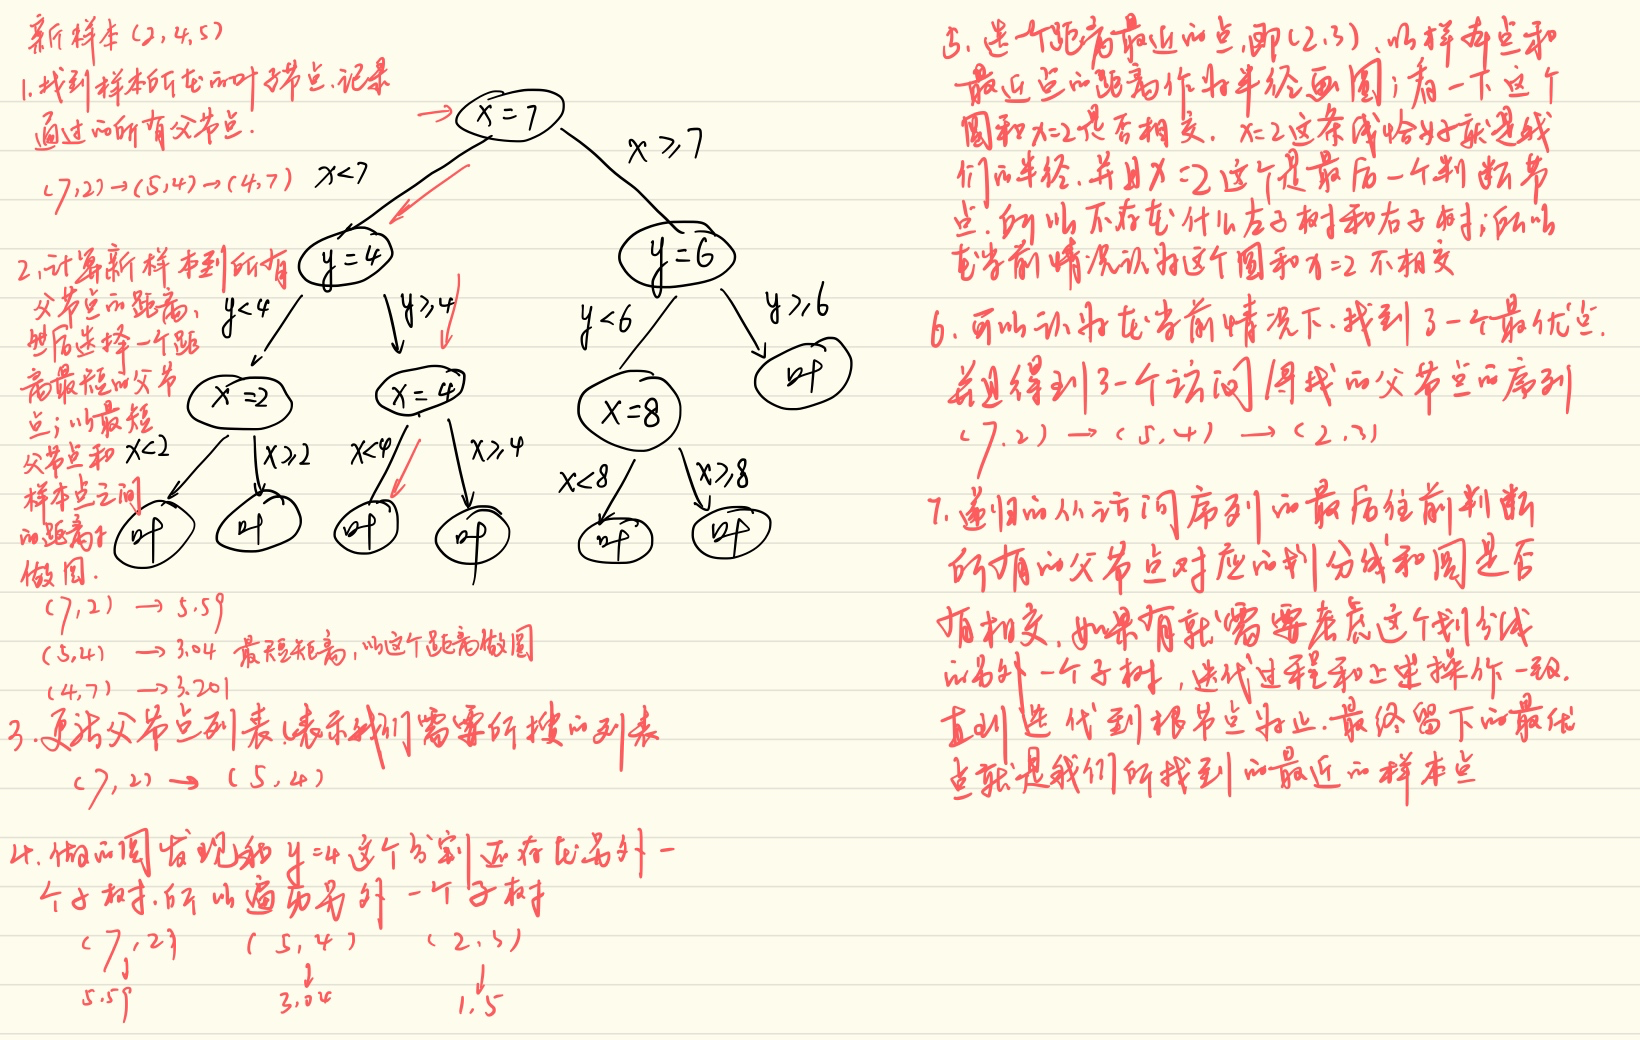 新样本(2,4,5)
1.找到样本所在的叶子节点.记录
通过的所有父节点.
(7,2)→(5,4)→(4,7)
x=7
x<7
x≥7
y=4
y=6
y<4
y≥4
y<6
y≥6
x=2
x=4
x=8
叶
x<2
x≥2
x<4
x≥4
x<8
x≥8
叶
叶
叶
叶
叶
叶
2.计算新样本到所有
父节点的距离,
然后选择一个距
离最短的父节
点;以最短
父节点和
样本点之间
的距离于
做圆.
(7,2) → 5.59
(5,4) → 3.04 最短距离,以这个距离做圆
(4,7) → 3.201
3.更新父节点列表,(表示我们需要所搜的列表
(7,2) → (5,4)
4.做的圆发现和y=4这个分割还存在另外一
个子树.所以遍历另外一个子树
(7,2) (5,4) (2,3)
5.59 3.04 1.5
5.选一个距离最近的点,即(2,3),以样本点和
最近点的距离作为半径画圆;看一下这个
圆和x=2是否相交. x=2这条线恰好就是我
们的半径.并且x=2这个是最后一个判断节
点.所以不存在什么左子树和右子树;所以
在当前情况认为这个圆和x=2不相交
6.可以认为在当前情况下.找到了一个最优点.
并且得到了一个访问/寻找的父节点的序列
(7,2) → (5,4) → (2,3)
7.递归的从访问序列的最后往前判断
所有的父节点对应的划分线和圆是否
有相交,如果有就需要考虑这个划分线
的另外一个子树,迭代过程和上述操作一致.
直到迭代到根节点为止.最终留下的最优
点就是我们所找到的最近的样本点